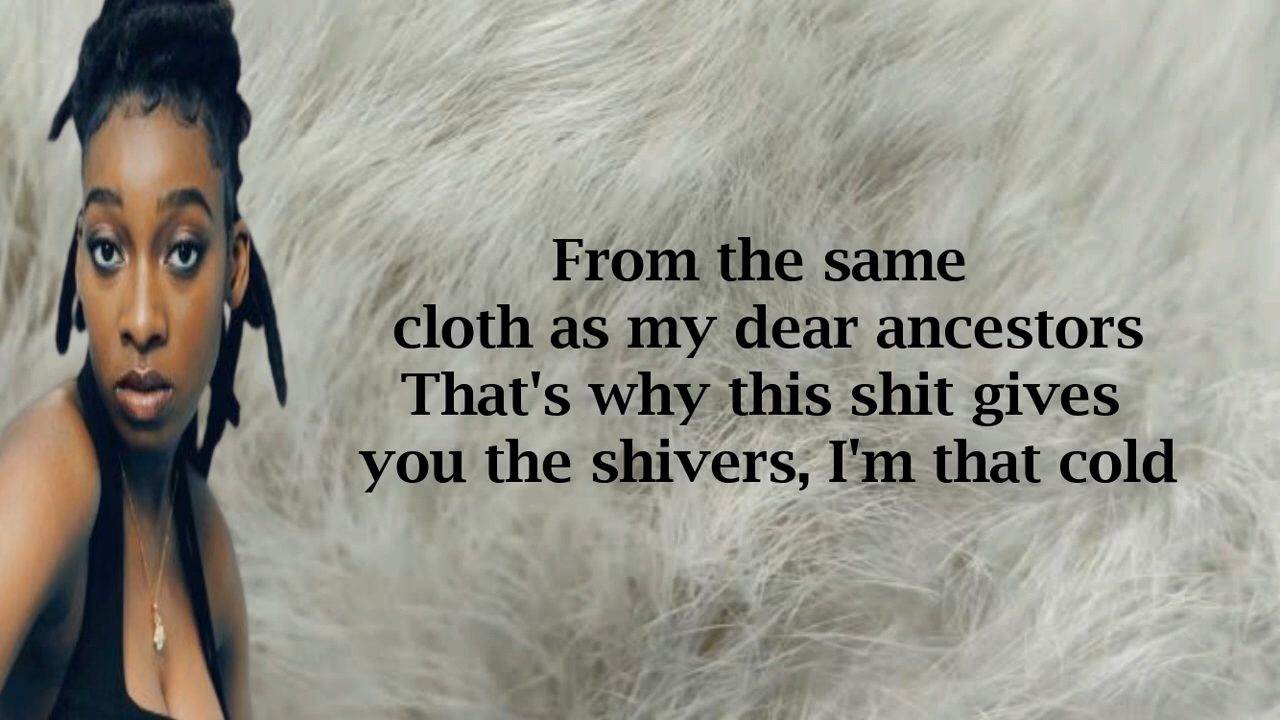 From the same
cloth as my dear ancestors
That's why this shit gives
you the shivers, I'm that cold